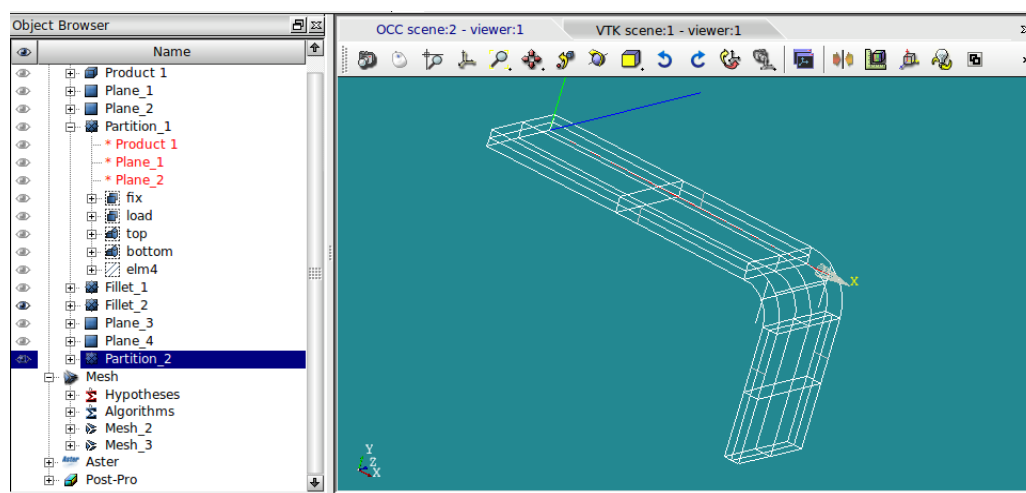 Object Browser
Name
Product 1
Plane_1
Plane_2
Partition_1
* Product 1
* Plane_1
* Plane_2
fix
load
top
bottom
elm4
Fillet_1
Fillet_2
Plane_3
Plane_4
Partition_2
Mesh
Hypotheses
Algorithms
Mesh_2
Mesh_3
Aster
Post-Pro
OCC scene:2 - viewer:1
VTK scene:1 - viewer:1
X
Y
Z
X